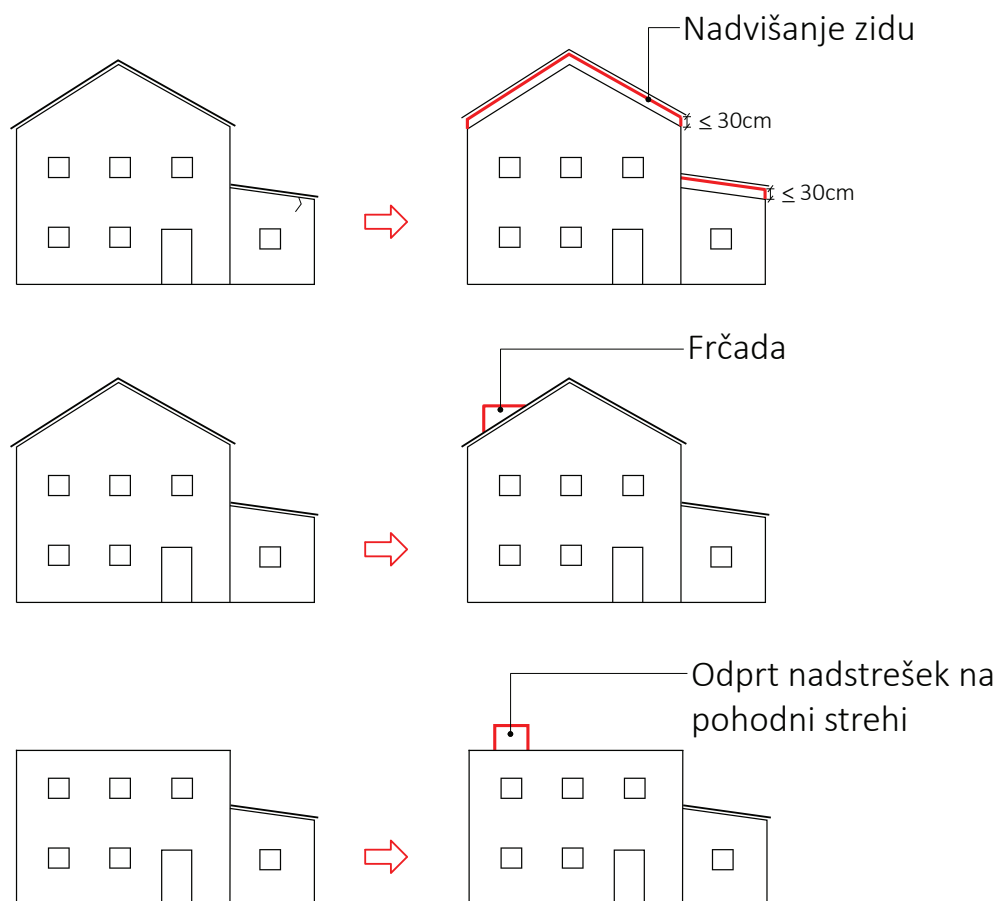 Nadvišanje zidu
≤ 30cm
≤ 30cm
Frčada
Odprt nadstrešek na
pohodni strehi